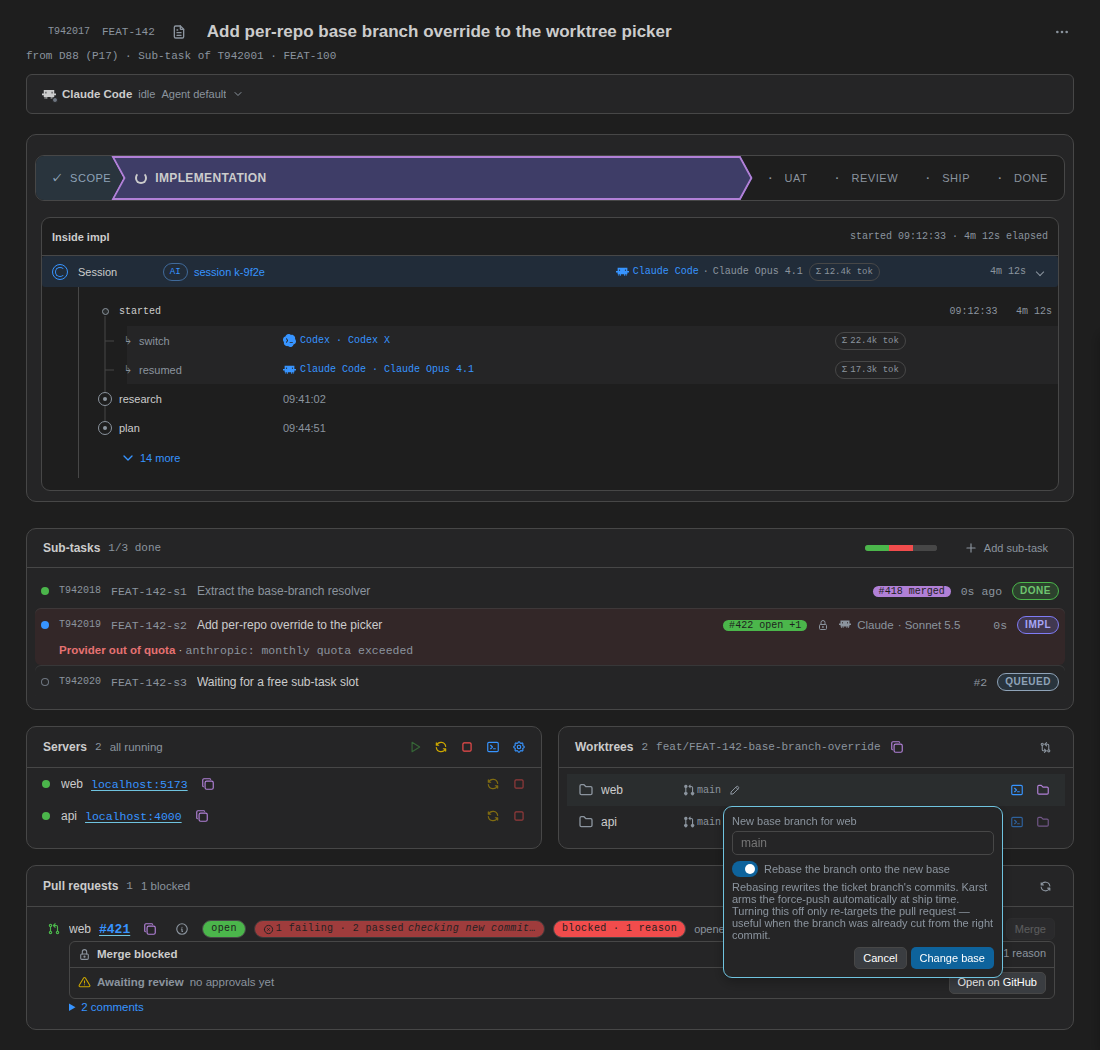 T942017 FEAT-142 Add per-repo base branch override to the worktree picker
from D88 (P17) · Sub-task of T942001 · FEAT-100
Claude Code idle Agent default
SCOPE IMPLEMENTATION · UAT · REVIEW · SHIP · DONE
Inside impl started 09:12:33 · 4m 12s elapsed
Session AI session k-9f2e Claude Code · Claude Opus 4.1 Σ 12.4k tok 4m 12s
started 09:12:33 4m 12s
↳ switch Codex · Codex X Σ 22.4k tok
↳ resumed Claude Code · Claude Opus 4.1 Σ 17.3k tok
research 09:41:02
plan 09:44:51
14 more
Sub-tasks 1/3 done Add sub-task
T942018 FEAT-142-s1 Extract the base-branch resolver #418 merged 0s ago DONE
T942019 FEAT-142-s2 Add per-repo override to the picker #422 open +1 Claude · Sonnet 5.5 0s IMPL
Provider out of quota · anthropic: monthly quota exceeded
T942020 FEAT-142-s3 Waiting for a free sub-task slot #2 QUEUED
Servers 2 all running
web localhost:5173
api localhost:4000
Worktrees 2 feat/FEAT-142-base-branch-override
web main
api main
New base branch for web
main
Rebase the branch onto the new base
Rebasing rewrites the ticket branch's commits. Karst
arms the force-push automatically at ship time.
Turning this off only re-targets the pull request —
useful when the branch was already cut from the right
commit.
Cancel Change base
Pull requests 1 1 blocked
web #421 open 1 failing · 2 passed checking new commit… blocked · 1 reason opene Merge
Merge blocked 1 reason
Awaiting review no approvals yet Open on GitHub
2 comments